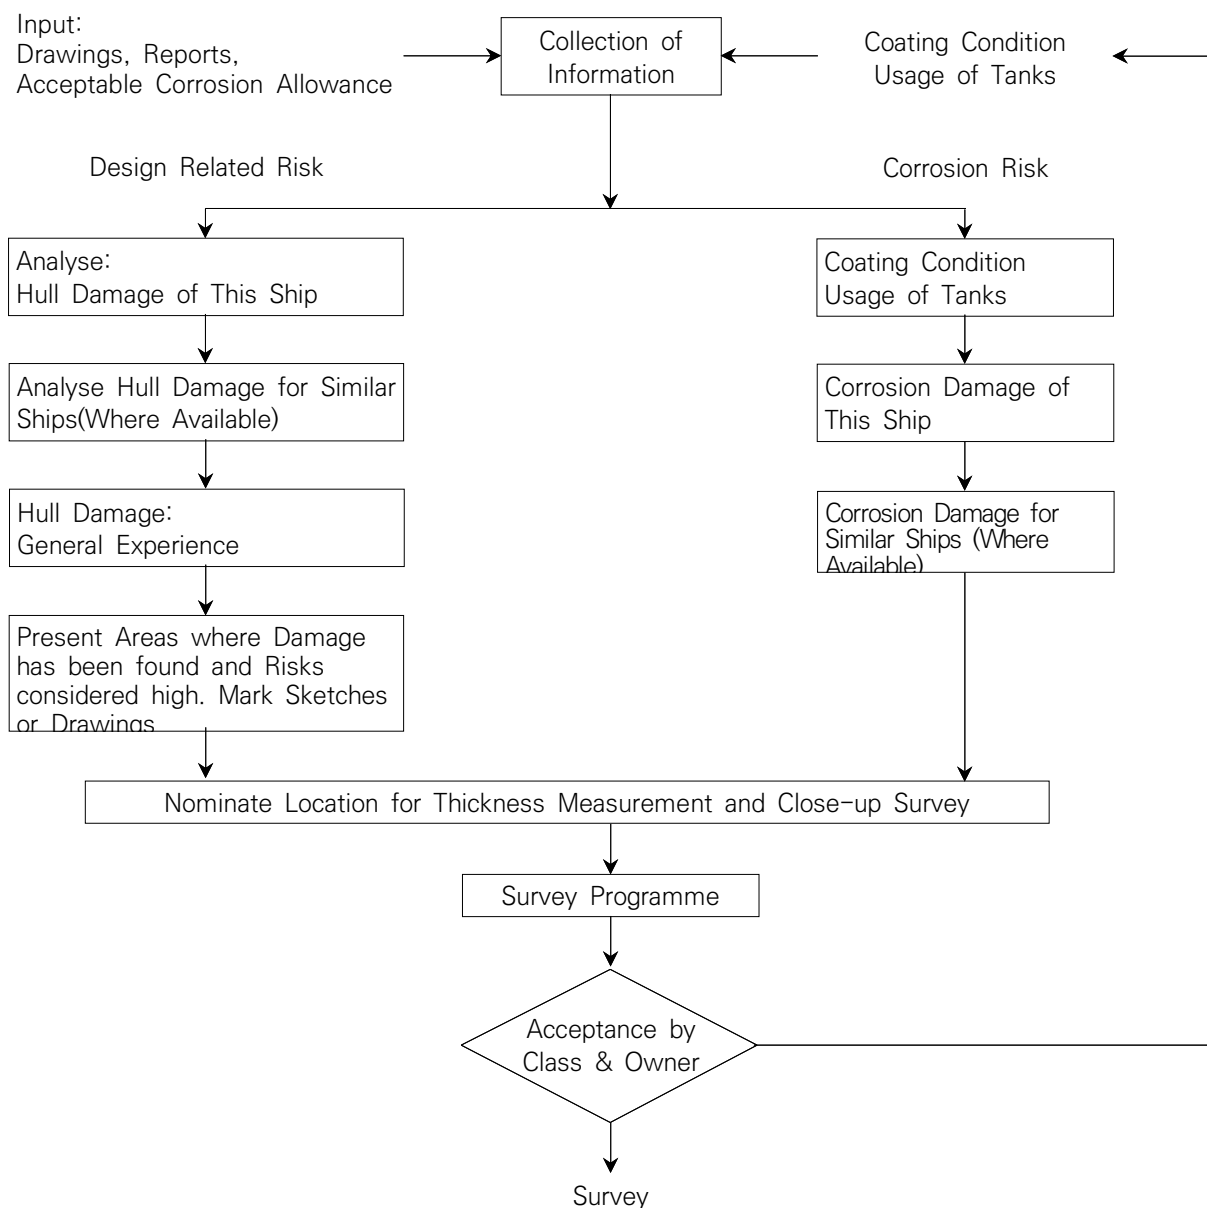 Input:
Drawings, Reports,
Acceptable Corrosion Allowance
Collection of
Information
Coating Condition
Usage of Tanks
Design Related Risk
Corrosion Risk
Analyse:
Hull Damage of This Ship
Analyse Hull Damage for Similar
Ships(Where Available)
Hull Damage:
General Experience
Present Areas where Damage
has been found and Risks
considered high. Mark Sketches
or Drawings
Coating Condition
Usage of Tanks
Corrosion Damage of
This Ship
Corrosion Damage for
Similar Ships (Where
Available)
Nominate Location for Thickness Measurement and Close-up Survey
Survey Programme
Acceptance by
Class & Owner
Survey